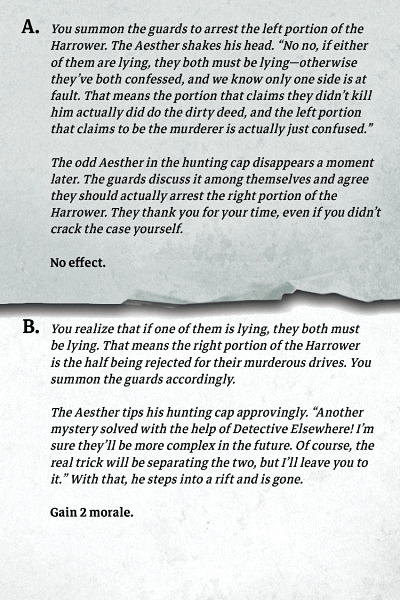 A. You summon the guards to arrest the left portion of the
Harrower. The Aesther shakes his head. “No no, if either
of them are lying, they both must be lying—otherwise
they’ve both confessed, and we know only one side is at
fault. That means the portion that claims they didn’t kill
him actually did do the dirty deed, and the left portion
that claims to be the murderer is actually just confused.”
The odd Aesther in the hunting cap disappears a moment
later. The guards discuss it among themselves and agree
they should actually arrest the right portion of the
Harrower. They thank you for your time, even if you didn’t
crack the case yourself.
No effect.
B. You realize that if one of them is lying, they both must
be lying. That means the right portion of the Harrower
is the half being rejected for their murderous drives. You
summon the guards accordingly.
The Aesther tips his hunting cap approvingly. “Another
mystery solved with the help of Detective Elsewhere! I’m
sure they’ll be more complex in the future. Of course, the
real trick will be separating the two, but I’ll leave you to
it.” With that, he steps into a rift and is gone.
Gain 2 morale.